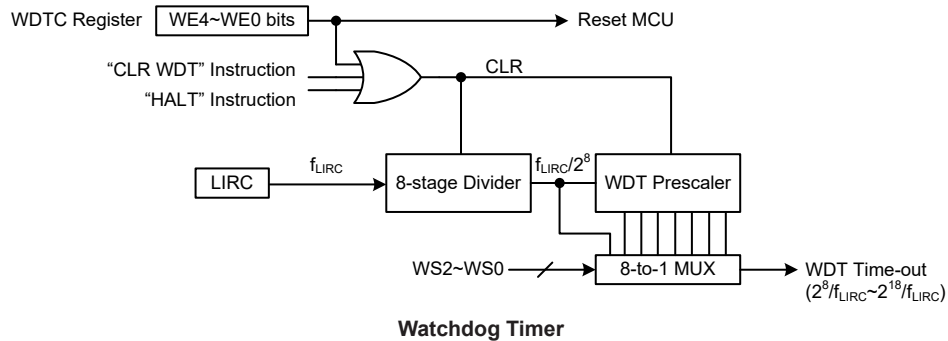 WDTC Register WE4~WE0 bits Reset MCU
“CLR WDT” Instruction
CLR
“HALT” Instruction
LIRC
fLIRC
8-stage Divider
fLIRC/2⁸
WDT Prescaler
WS2~WS0
8-to-1 MUX
WDT Time-out
(2⁸/fLIRC~2¹⁸/fLIRC)
Watchdog Timer